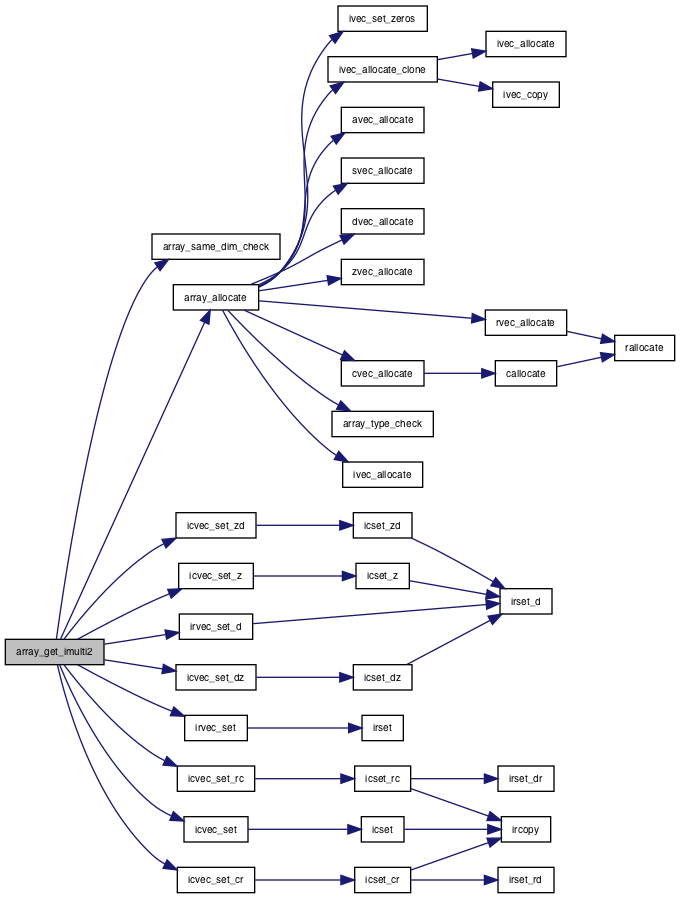 ivec_set_zeros
ivec_allocate
ivec_allocate_clone
ivec_copy
avec_allocate
svec_allocate
dvec_allocate
array_same_dim_check
zvec_allocate
array_allocate
rvec_allocate
rallocate
cvec_allocate
callocate
array_type_check
ivec_allocate
icvec_set_zd
icset_zd
icvec_set_z
icset_z
irset_d
irvec_set_d
array_get_imulti2
icvec_set_dz
icset_dz
irvec_set
irset
icvec_set_rc
icset_rc
irset_dr
icvec_set
icset
ircopy
icvec_set_cr
icset_cr
irset_rd